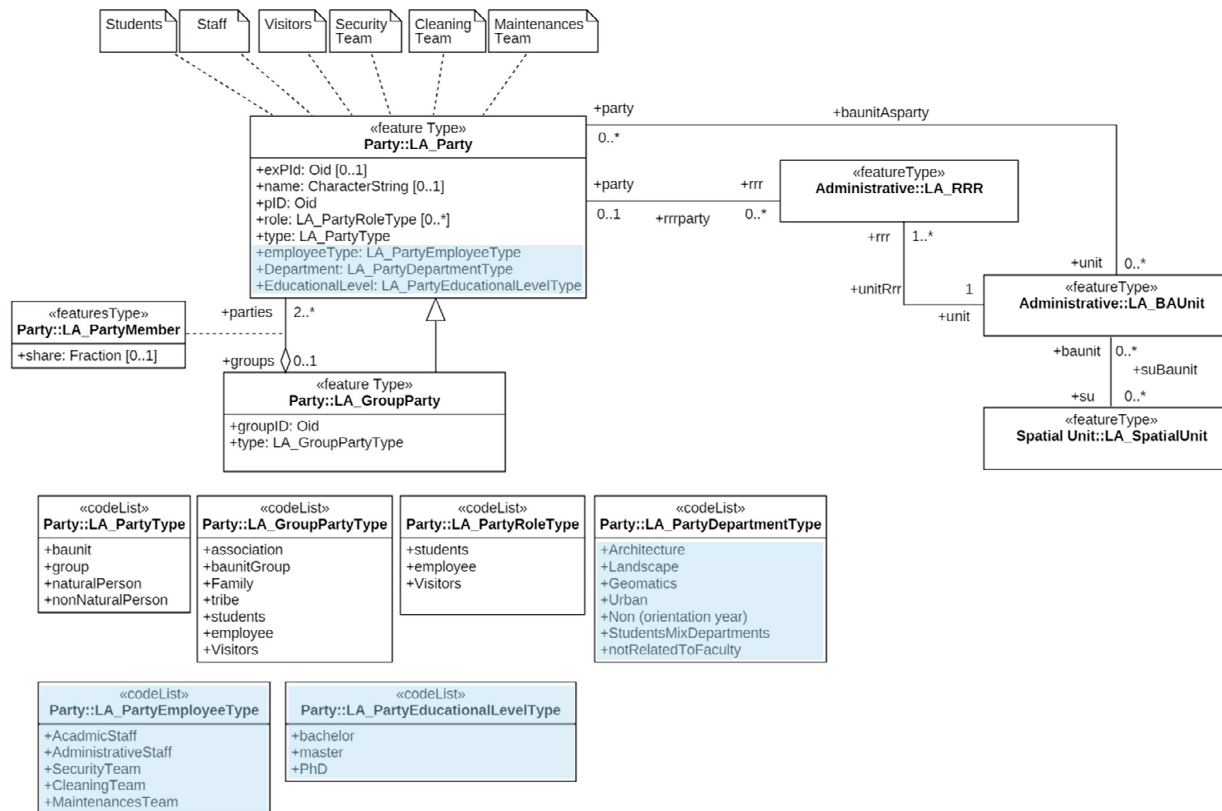 Students
Staff
Visitors
Security
Team
Cleaning
Team
Maintenances
Team
«feature Type»
Party::LA_Party
+exPId: Oid [0..1]
+name: CharacterString [0..1]
+pID: Oid
+role: LA_PartyRoleType [0..*]
+type: LA_PartyType
+employeeType: LA_PartyEmployeeType
+Department: LA_PartyDepartmentType
+EducationalLevel: LA_PartyEducationalLevelType
+party
+baunitAsparty
0..*
+party
+rrr
0..1
+rrrparty
0..*
«featureType»
Administrative::LA_RRR
+rrr
1..*
+unit
0..*
+unitRrr
1
+unit
«featureType»
Administrative::LA_BAUnit
+baunit
0..*
+suBaunit
+su
0..*
«featureType»
Spatial Unit::LA_SpatialUnit
«featuresType»
Party::LA_PartyMember
+share: Fraction [0..1]
+parties
2..*
+groups
0..1
«feature Type»
Party::LA_GroupParty
+groupID: Oid
+type: LA_GroupPartyType
«codeList»
Party::LA_PartyType
+baunit
+group
+naturalPerson
+nonNaturalPerson
«codeList»
Party::LA_GroupPartyType
+association
+baunitGroup
+Family
+tribe
+students
+employee
+Visitors
«codeList»
Party::LA_PartyRoleType
+students
+employee
+Visitors
«codeList»
Party::LA_PartyDepartmentType
+Architecture
+Landscape
+Geomatics
+Urban
+Non (orientation year)
+StudentsMixDepartments
+notRelatedToFaculty
«codeList»
Party::LA_PartyEmployeeType
+AcadmicStaff
+AdministrativeStaff
+SecurityTeam
+CleaningTeam
+MaintenancesTeam
«codeList»
Party::LA_PartyEducationalLevelType
+bachelor
+master
+PhD